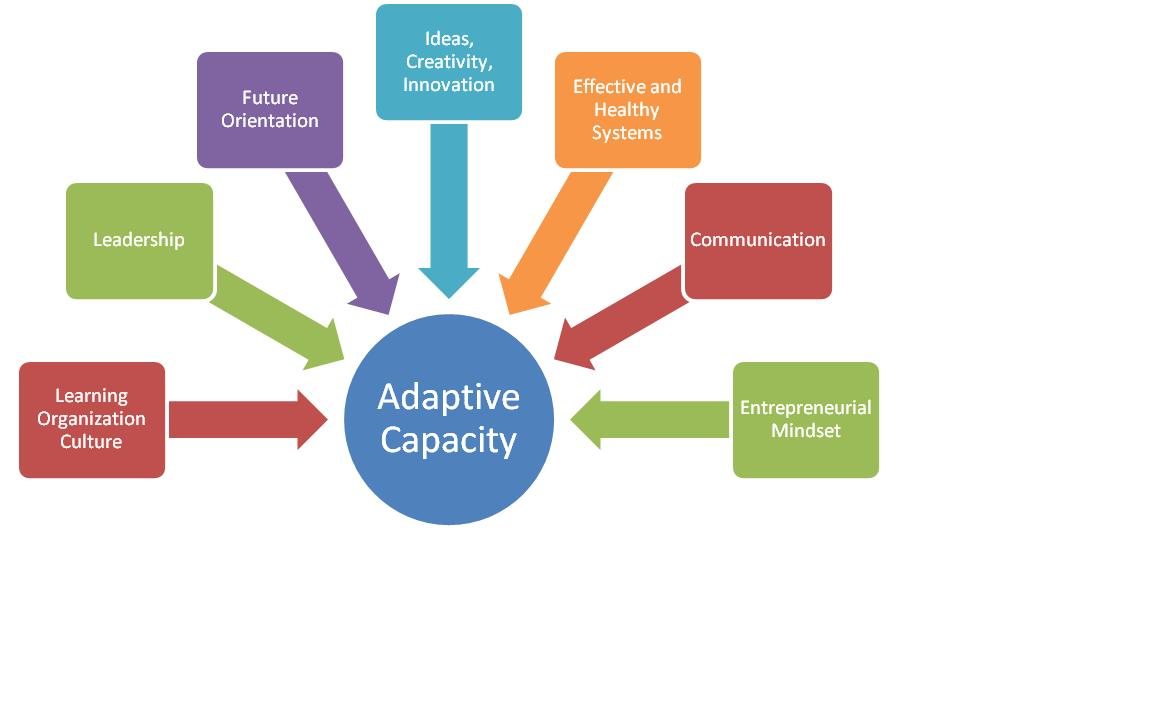 Ideas,
Creativity,
Innovation
Future
Orientation
Effective and
Healthy
Systems
Leadership
Communication
Learning
Organization
Culture
Adaptive
Capacity
Entrepreneurial
Mindset